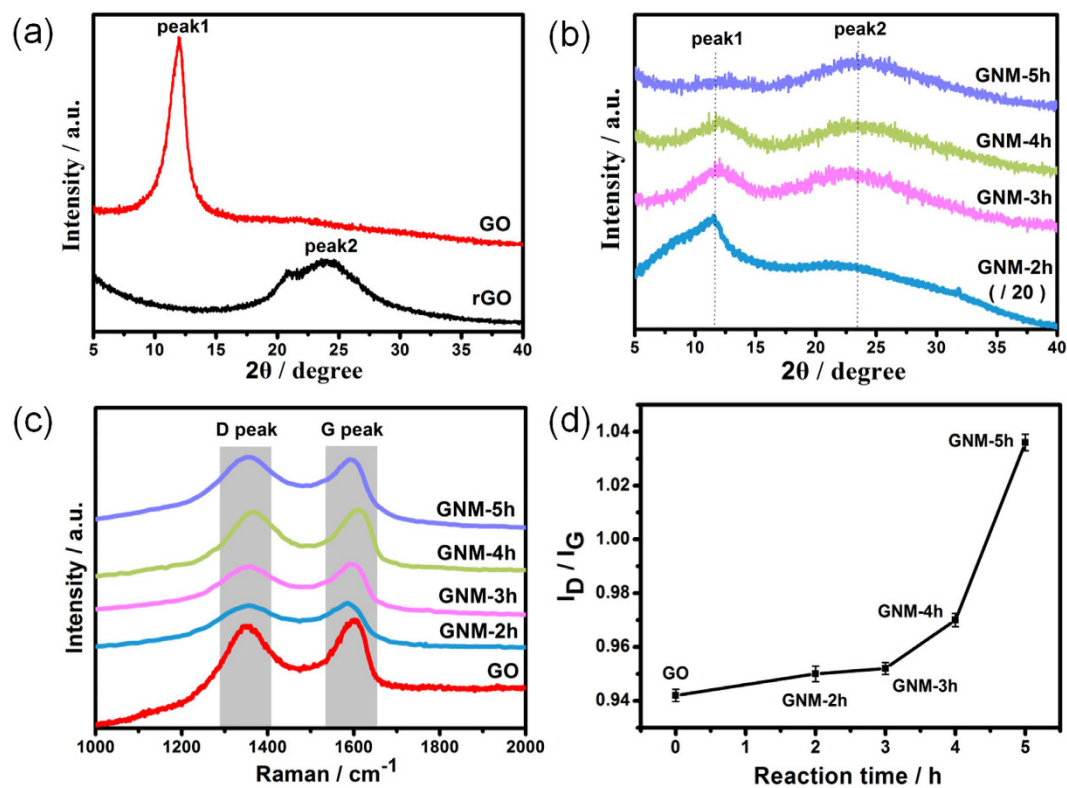 (a)
peak1
GO
peak2
rGO
Intensity / a.u.
5 10 15 20 25 30 35 40
2θ / degree
(b)
peak1 peak2
GNM-5h
GNM-4h
GNM-3h
GNM-2h
( / 20 )
Intensity / a.u.
5 10 15 20 25 30 35 40
2θ / degree
(c)
D peak G peak
GNM-5h
GNM-4h
GNM-3h
GNM-2h
GO
Intensity / a.u.
1000 1200 1400 1600 1800 2000
Raman / cm⁻¹
(d)
1.04
1.02
1.00
0.98
0.96
0.94
I_D / I_G
GNM-5h
GNM-4h
GO
GNM-3h
GNM-2h
0 1 2 3 4 5
Reaction time / h